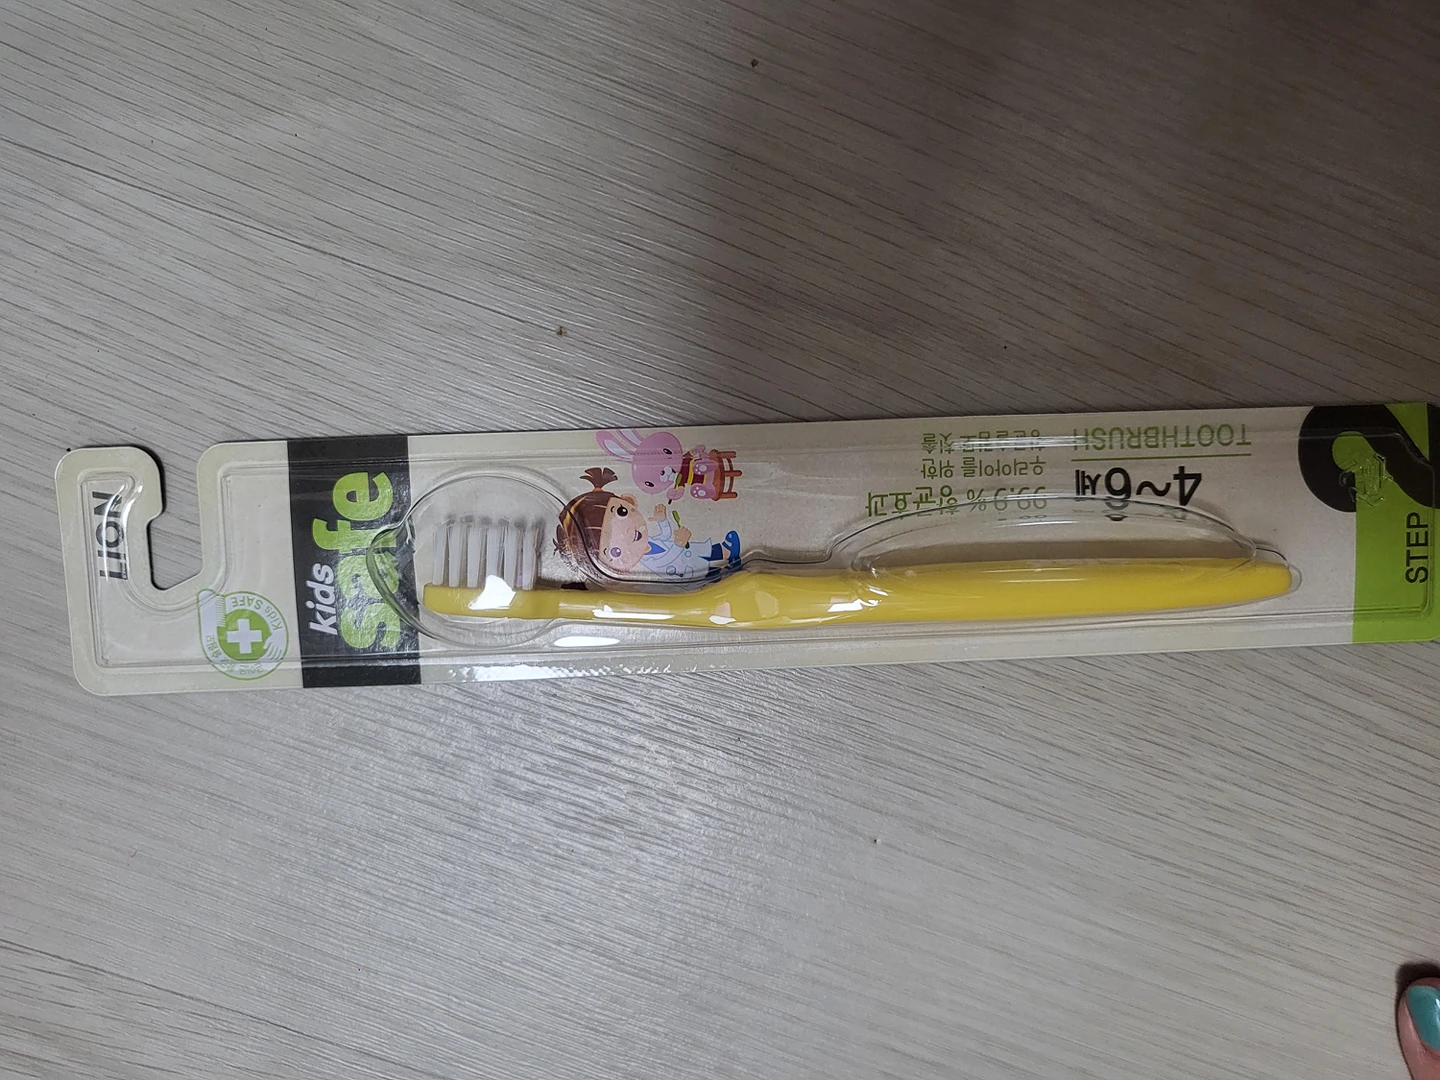 LION
Kids SAFE
kids
safe
99.9% 항균효과
우리아이를 위한
4~6세
TOOTHBRUSH
STEP 2